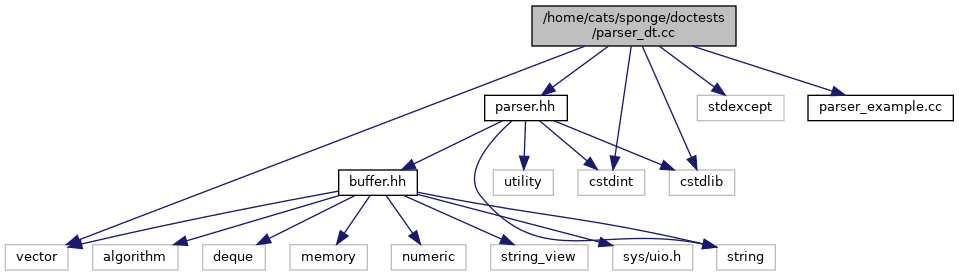 /home/cats/sponge/doctests
/parser_dt.cc
parser.hh
stdexcept
parser_example.cc
buffer.hh
utility
cstdint
cstdlib
vector
algorithm
deque
memory
numeric
string_view
sys/uio.h
string